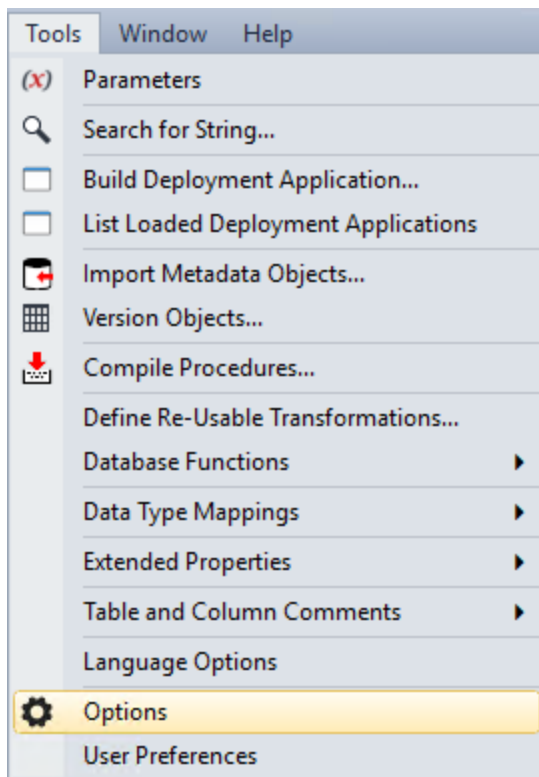 Tools Window Help
(x) Parameters
Search for String...
Build Deployment Application...
List Loaded Deployment Applications
Import Metadata Objects...
Version Objects...
Compile Procedures...
Define Re-Usable Transformations...
Database Functions
Data Type Mappings
Extended Properties
Table and Column Comments
Language Options
Options
User Preferences